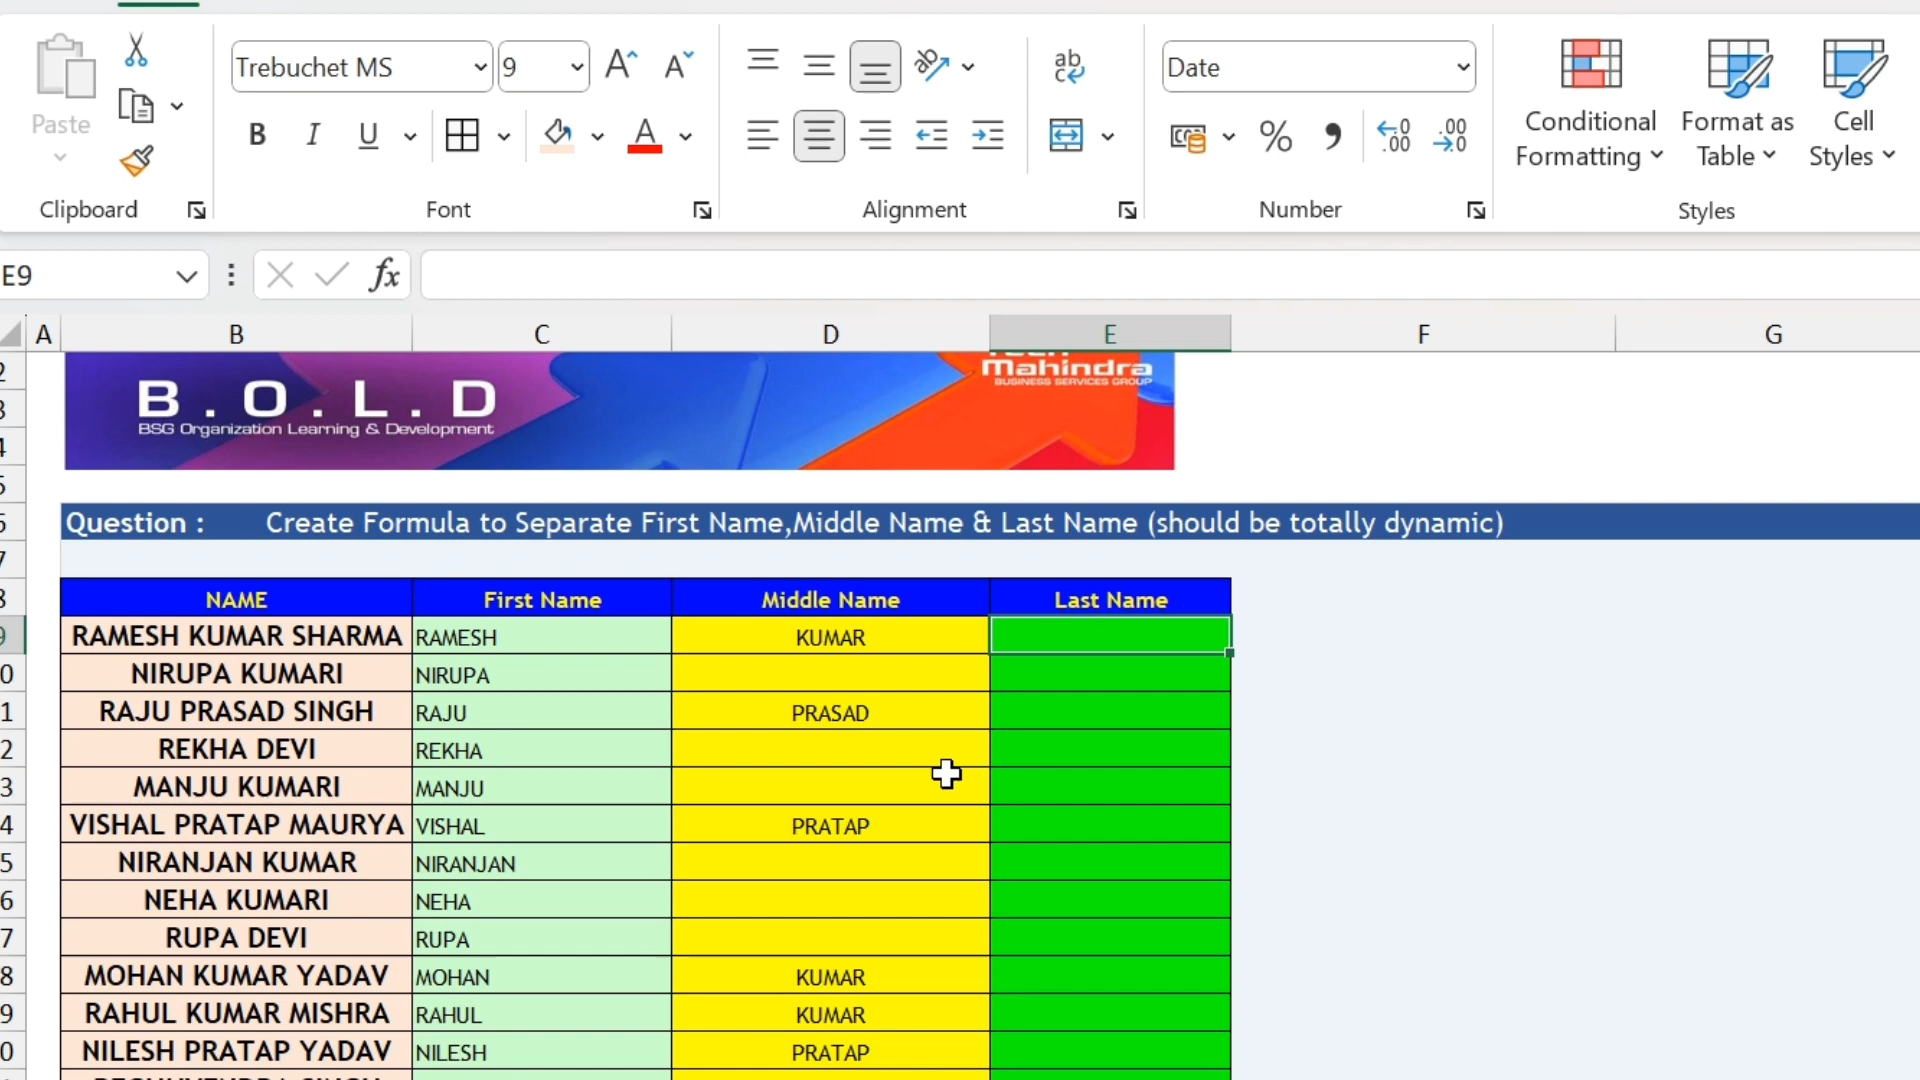 Trebuchet MS
9
Date
Paste
Conditional Formatting
Format as Table
Cell Styles
Clipboard
Font
Alignment
Number
Styles
E9
fx
A B C D E F G
Mahindra
BUSINESS SERVICES GROUP
B.O.L.D
BSG Organization Learning & Development
Question : Create Formula to Separate First Name,Middle Name & Last Name (should be totally dynamic)
NAME First Name Middle Name Last Name
RAMESH KUMAR SHARMA RAMESH KUMAR
NIRUPA KUMARI NIRUPA
RAJU PRASAD SINGH RAJU PRASAD
REKHA DEVI REKHA
MANJU KUMARI MANJU
VISHAL PRATAP MAURYA VISHAL PRATAP
NIRANJAN KUMAR NIRANJAN
NEHA KUMARI NEHA
RUPA DEVI RUPA
MOHAN KUMAR YADAV MOHAN KUMAR
RAHUL KUMAR MISHRA RAHUL KUMAR
NILESH PRATAP YADAV NILESH PRATAP